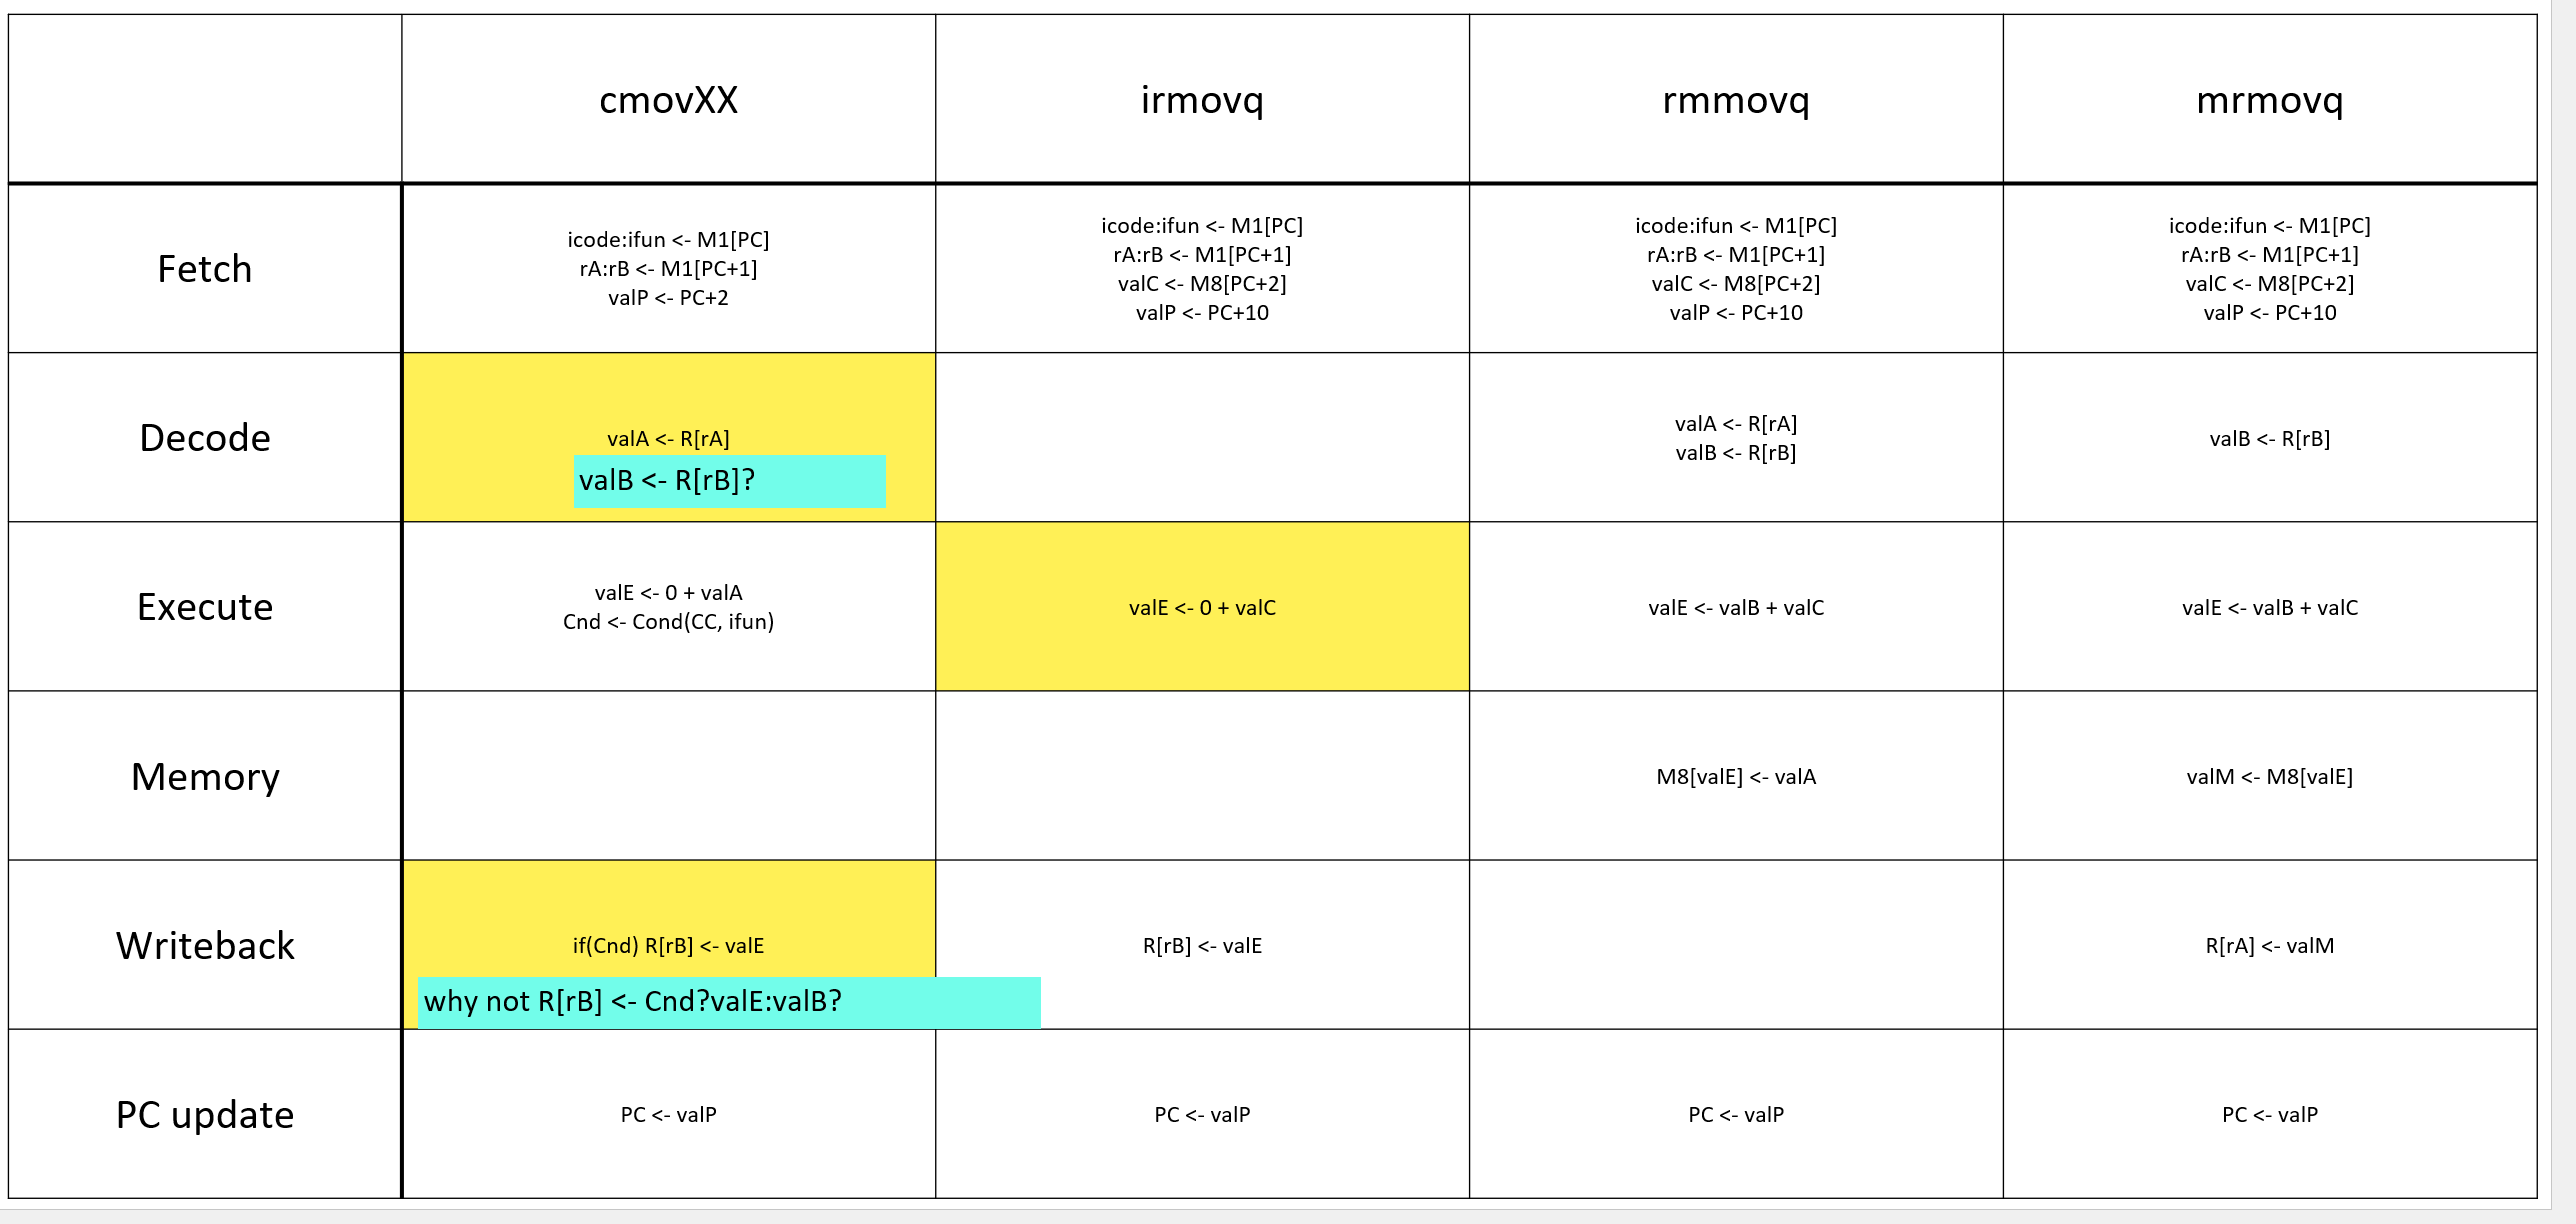 cmovXX
irmovq
rmmovq
mrmovq
Fetch
icode:ifun <- M1[PC]
rA:rB <- M1[PC+1]
valP <- PC+2
icode:ifun <- M1[PC]
rA:rB <- M1[PC+1]
valC <- M8[PC+2]
valP <- PC+10
icode:ifun <- M1[PC]
rA:rB <- M1[PC+1]
valC <- M8[PC+2]
valP <- PC+10
icode:ifun <- M1[PC]
rA:rB <- M1[PC+1]
valC <- M8[PC+2]
valP <- PC+10
Decode
valA <- R[rA]
valB <- R[rB]?
valA <- R[rA]
valB <- R[rB]
valB <- R[rB]
Execute
valE <- 0 + valA
Cnd <- Cond(CC, ifun)
valE <- 0 + valC
valE <- valB + valC
valE <- valB + valC
Memory
M8[valE] <- valA
valM <- M8[valE]
Writeback
if(Cnd) R[rB] <- valE
why not R[rB] <- Cnd?valE:valB?
R[rB] <- valE
R[rA] <- valM
PC update
PC <- valP
PC <- valP
PC <- valP
PC <- valP